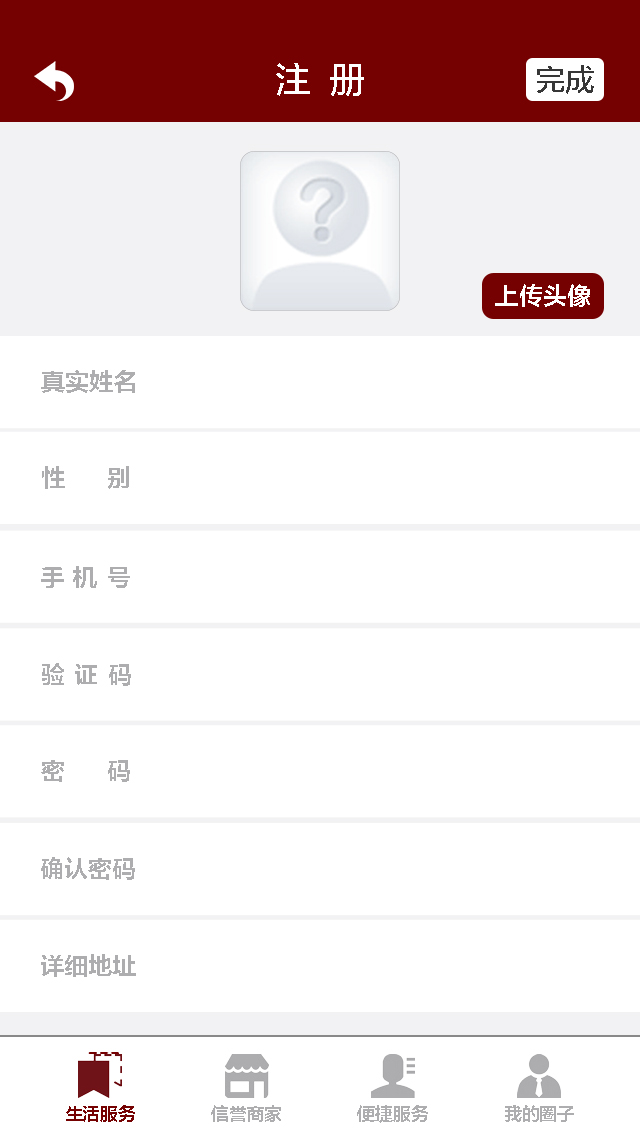 注 册
完成
上传头像
真实姓名
性 别
手 机 号
验 证 码
密 码
确认密码
详细地址
生活服务
信誉商家
便捷服务
我的圈子